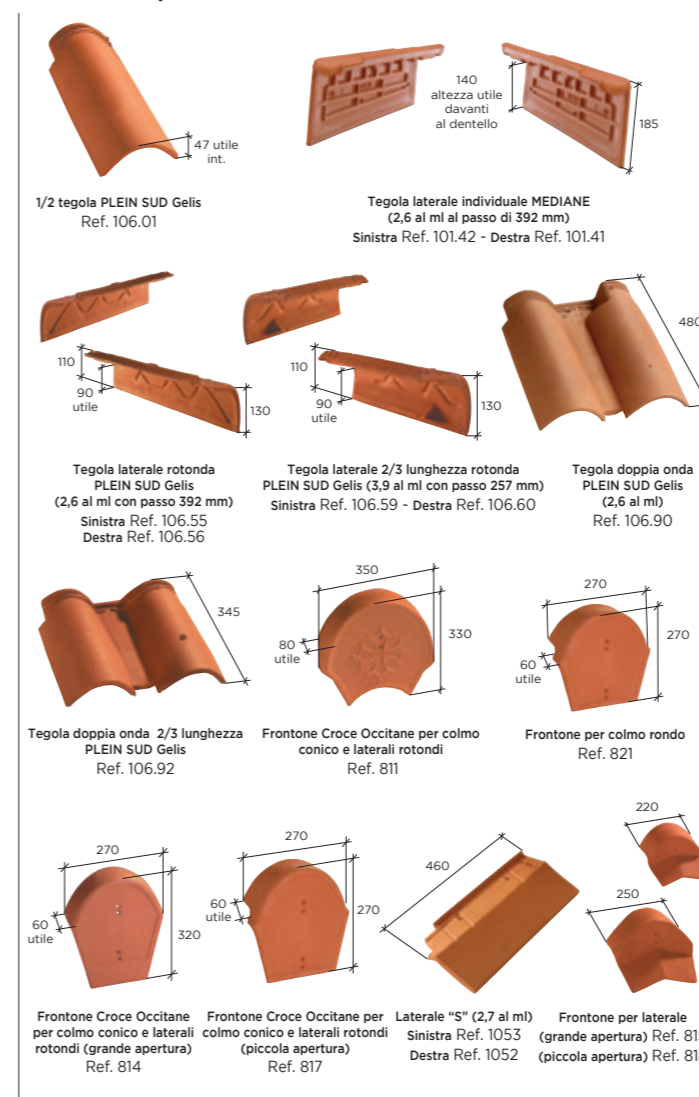 47 utile
int.
1/2 tegola PLEIN SUD Gelis
Ref. 106.01
140
altezza utile
davanti
al dentello
185
Tegola laterale individuale MEDIANE
(2,6 al ml al passo di 392 mm)
Sinistra Ref. 101.42 - Destra Ref. 101.41
110
90
utile
130
Tegola laterale rotonda
PLEIN SUD Gelis
(2,6 al ml con passo 392 mm)
Sinistra Ref. 106.55
Destra Ref. 106.56
110
90
utile
130
Tegola laterale 2/3 lunghezza rotonda
PLEIN SUD Gelis (3,9 al ml con passo 257 mm)
Sinistra Ref. 106.59 - Destra Ref. 106.60
480
Tegola doppia onda
PLEIN SUD Gelis
(2,6 al ml)
Ref. 106.90
345
Tegola doppia onda 2/3 lunghezza
PLEIN SUD Gelis
Ref. 106.92
350
330
80
utile
Frontone Croce Occitane per colmo
conico e laterali rotondi
Ref. 811
270
270
60
utile
Frontone per colmo rondo
Ref. 821
270
60
utile
320
Frontone Croce Occitane
per colmo conico e laterali
rotondi (grande apertura)
Ref. 814
270
60
utile
270
Frontone Croce Occitane per
colmo conico e laterali rotondi
(piccola apertura)
Ref. 817
460
Laterale “S” (2,7 al ml)
Sinistra Ref. 1053
Destra Ref. 1052
220
250
Frontone per laterale
(grande apertura) Ref.
(piccola apertura) Ref.